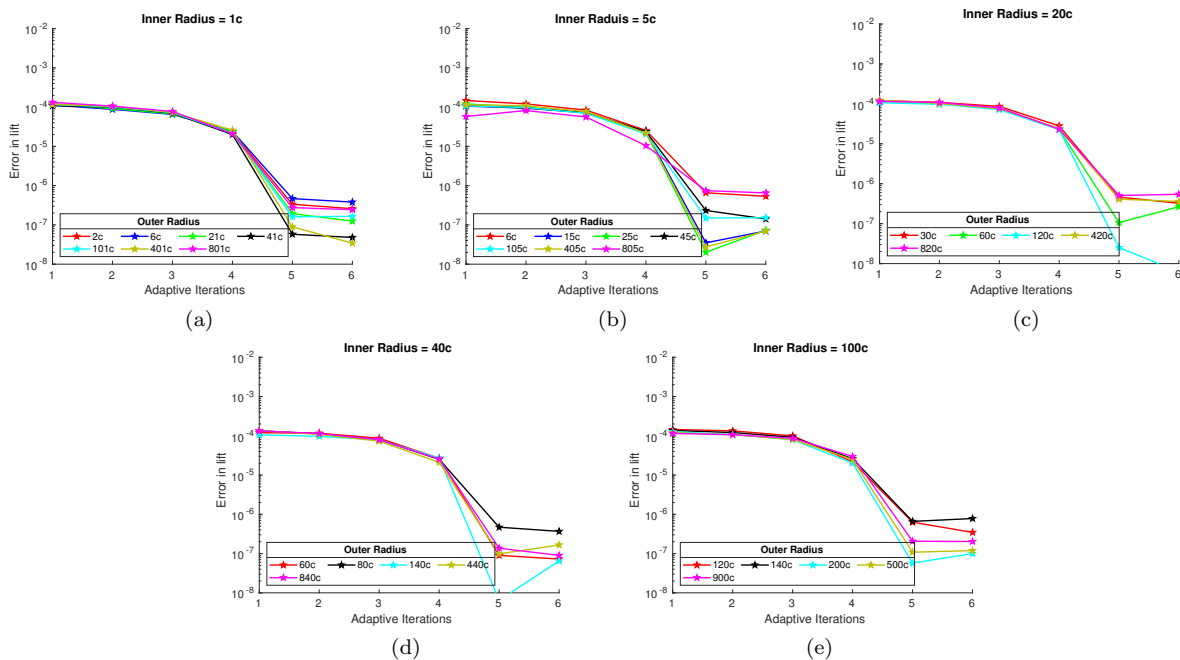 Inner Radius = 1c
10-2
10-3
10-4
10-5
10-6
10-7
10-8
Error in lift
Outer Radius
2c 6c 21c 41c
101c 401c 801c
1 2 3 4 5 6
Adaptive Iterations
(a)
Inner Raduis = 5c
10-2
10-3
10-4
10-5
10-6
10-7
10-8
Error in lift
Outer Radius
6c 15c 25c 45c
105c 405c 805c
1 2 3 4 5 6
Adaptive Iterations
(b)
Inner Radius = 20c
10-2
10-3
10-4
10-5
10-6
10-7
10-8
Error in lift
Outer Radius
30c 60c 120c 420c
820c
1 2 3 4 5 6
Adaptive Iterations
(c)
Inner Radius = 40c
10-2
10-3
10-4
10-5
10-6
10-7
10-8
Error in lift
Outer Radius
60c 80c 140c 440c
840c
1 2 3 4 5 6
Adaptive Iterations
(d)
Inner Radius = 100c
10-2
10-3
10-4
10-5
10-6
10-7
10-8
Error in lift
Outer Radius
120c 140c 200c 500c
900c
1 2 3 4 5 6
Adaptive Iterations
(e)